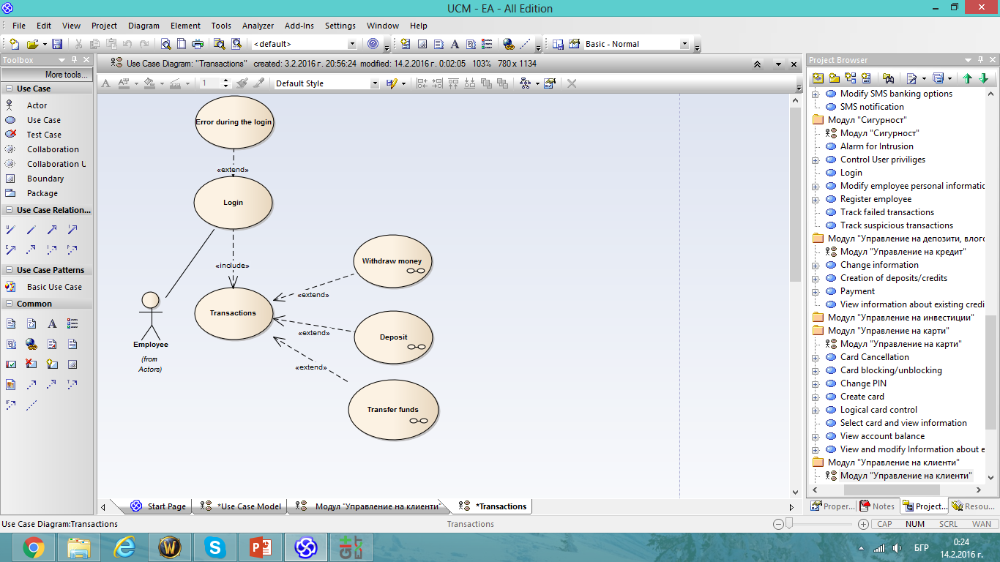 UCM - EA - All Edition
File Edit View Project Diagram Element Tools Analyzer Add-Ins Settings Window Help
<default>
Basic - Normal
Toolbox
More tools...
Use Case
Actor
Use Case
Test Case
Collaboration
Collaboration U
Boundary
Package
Use Case Relation...
Use Case Patterns
Basic Use Case
Common
Use Case Diagram: "Transactions" created: 3.2.2016 г. 20:56:24 modified: 14.2.2016 г. 0:02:05 103% 780 x 1134
1
Default Style
Error during the login
«extend»
Login
«include»
Withdraw money
«extend»
Transactions
«extend»
Deposit
Employee
(from
Actors)
«extend»
Transfer funds
Start Page
*Use Case Model
Модул "Управление на клиенти"
*Transactions
Project Browser
Modify SMS banking options
SMS notification
Модул "Сигурност"
Модул "Сигурност"
Alarm for Intrusion
Control User priviliges
Login
Modify employee personal informatic
Register employee
Track failed transactions
Track suspicious transactions
Модул "Управление на депозити, влогс
Модул "Управление на кредит"
Change information
Creation of deposits/credits
Payment
View information about existing credi
Модул "Управление на инвестиции"
Модул "Управление на карти"
Модул "Управление на карти"
Card Cancellation
Card blocking/unblocking
Change PIN
Create card
Logical card control
Select card and view information
View account balance
View and modify Information about e
Модул "Управление на клиенти"
Модул "Управление на клиенти"
Proper... Notes Project... Resou...
Use Case Diagram:Transactions
Transactions
CAP NUM SCRL WAN
БГР
0:24
14.2.2016 г.